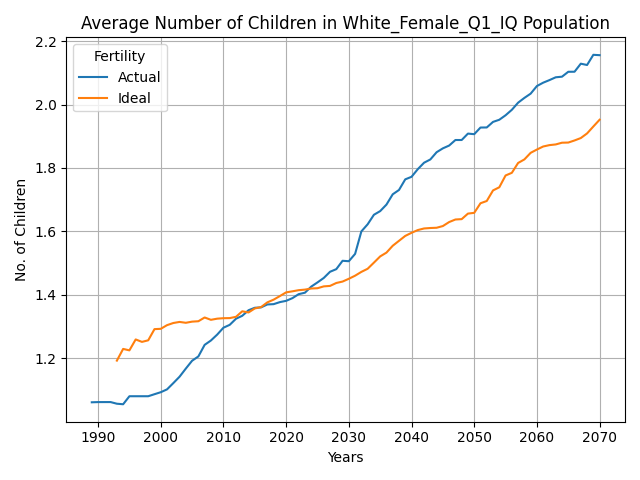 Average Number of Children in White_Female_Q1_IQ Population
Fertility
Actual
Ideal
2.2
2.0
1.8
1.6
1.4
1.2
No. of Children
1990 2000 2010 2020 2030 2040 2050 2060 2070
Years